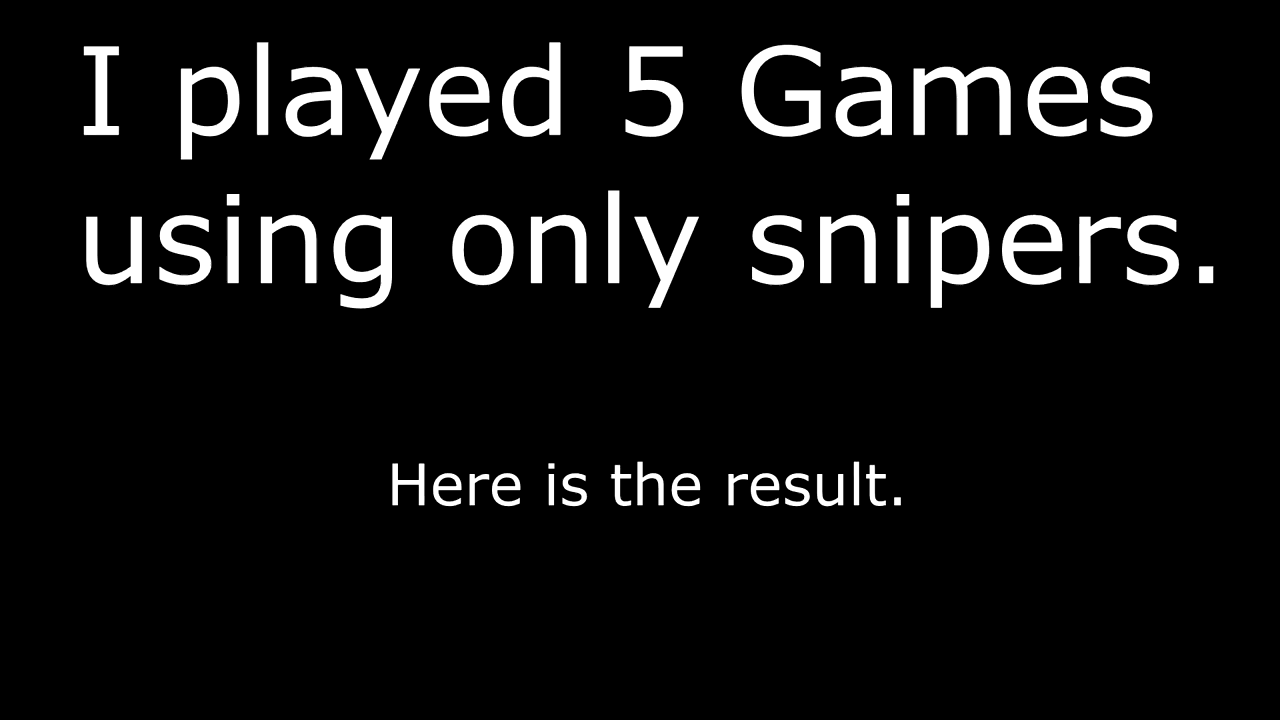 I played 5 Games
using only snipers.
Here is the result.